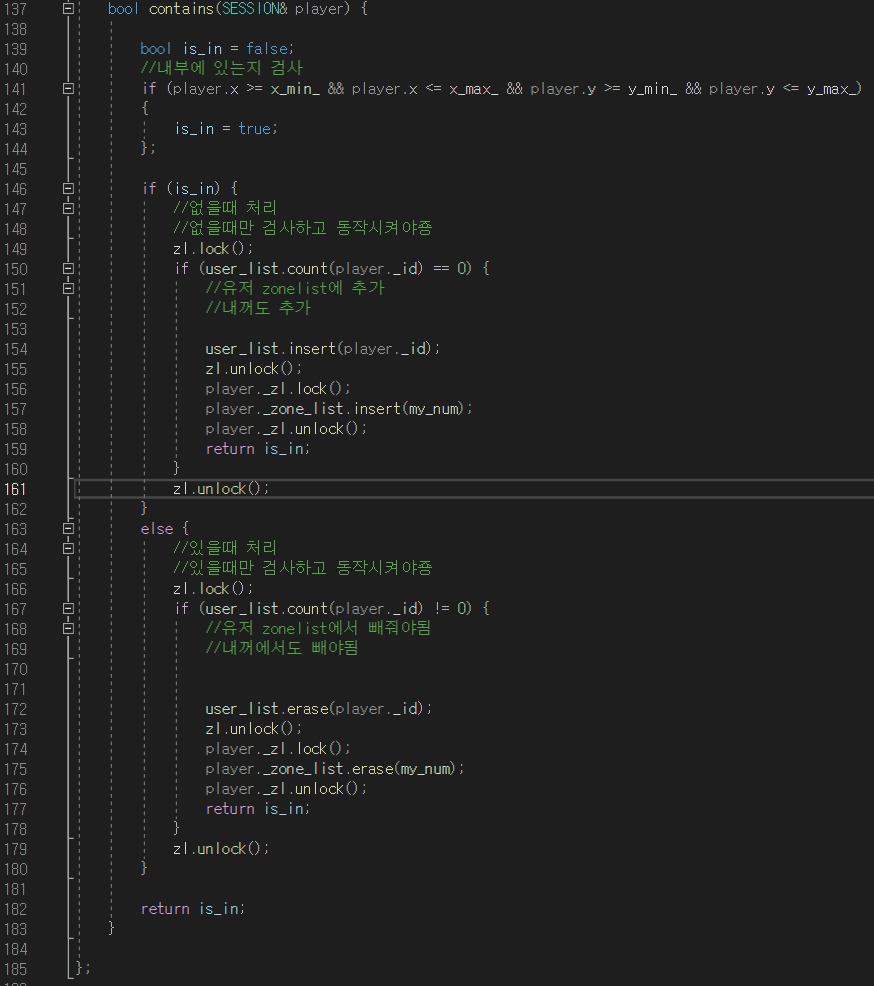 137 bool contains(SESSION& player) {
138
139 bool is_in = false;
140 //내부에 있는지 검사
141 if (player.x >= x_min_ && player.x <= x_max_ && player.y >= y_min_ && player.y <= y_max_)
142 {
143 is_in = true;
144 };
145
146 if (is_in) {
147 //없을때 처리
148 //없을때만 검사하고 동작시켜야죵
149 zl.lock();
150 if (user_list.count(player._id) == 0) {
151 //유저 zonelist에 추가
152 //내꺼도 추가
153
154 user_list.insert(player._id);
155 zl.unlock();
156 player._zl.lock();
157 player._zone_list.insert(my_num);
158 player._zl.unlock();
159 return is_in;
160 }
161 zl.unlock();
162 }
163 else {
164 //있을때 처리
165 //있을때만 검사하고 동작시켜야죵
166 zl.lock();
167 if (user_list.count(player._id) != 0) {
168 //유저 zonelist에서 빼줘야됨
169 //내꺼에서도 빼야됨
170
171
172 user_list.erase(player._id);
173 zl.unlock();
174 player._zl.lock();
175 player._zone_list.erase(my_num);
176 player._zl.unlock();
177 return is_in;
178 }
179 zl.unlock();
180 }
181
182 return is_in;
183 }
184
185 };